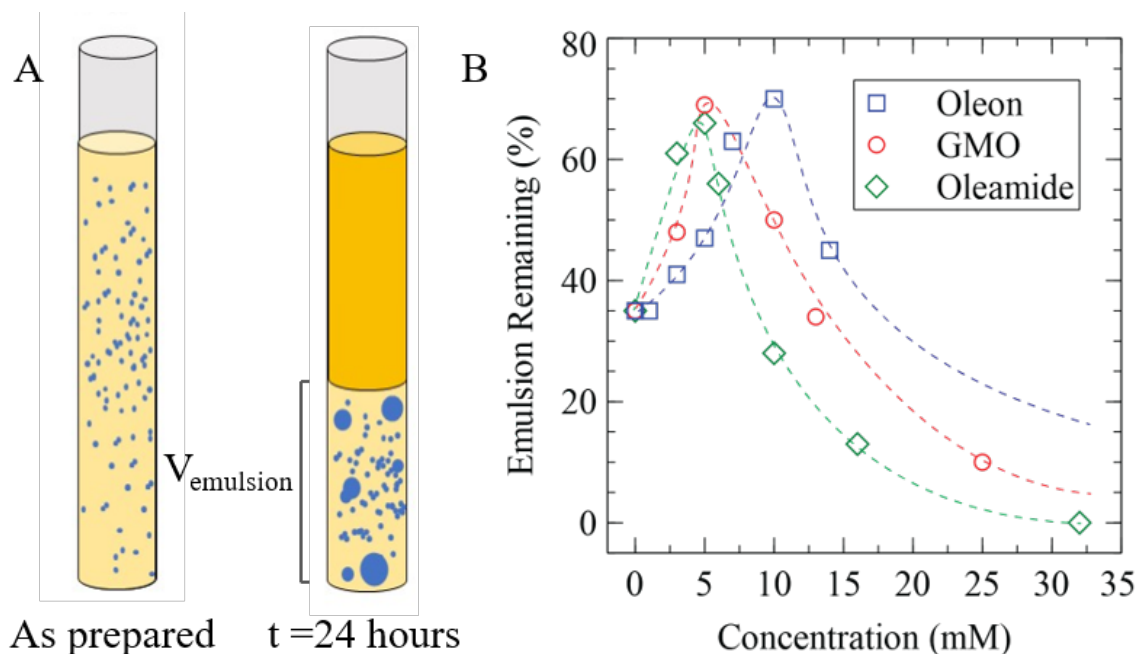 A
V emulsion
As prepared
t =24 hours
B
Emulsion Remaining (%)
80
60
40
20
0
Oleon
GMO
Oleamide
0 5 10 15 20 25 30 35
Concentration (mM)